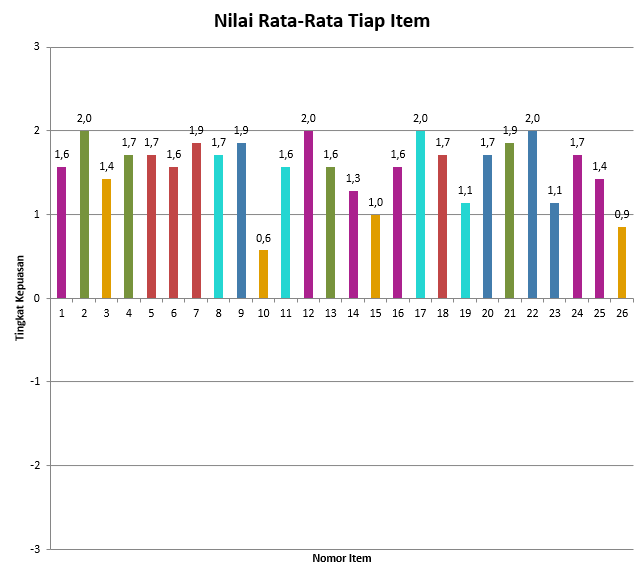 Nilai Rata-Rata Tiap Item
3
2,0 2,0 2,0 2,0
2
1,9 1,9 1,9
1,7 1,7 1,7 1,7 1,7 1,7
1,6 1,6 1,6 1,6 1,6
1,4 1,4
1,3
1,1 1,1
1
1,0
0,9
0,6
0
1 2 3 4 5 6 7 8 9 10 11 12 13 14 15 16 17 18 19 20 21 22 23 24 25 26
Tingkat Kepuasan
-1
-2
-3
Nomor Item